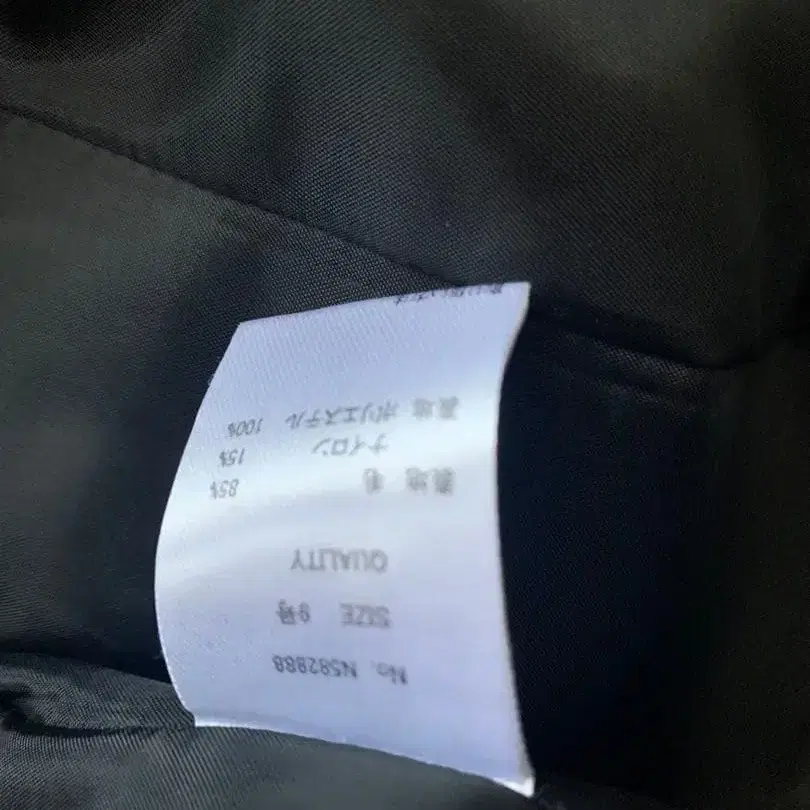 No. N582888
SIZE 9号
QUALITY
表地 毛 85%
ナイロン 15%
裏地 ポリエステル 100%